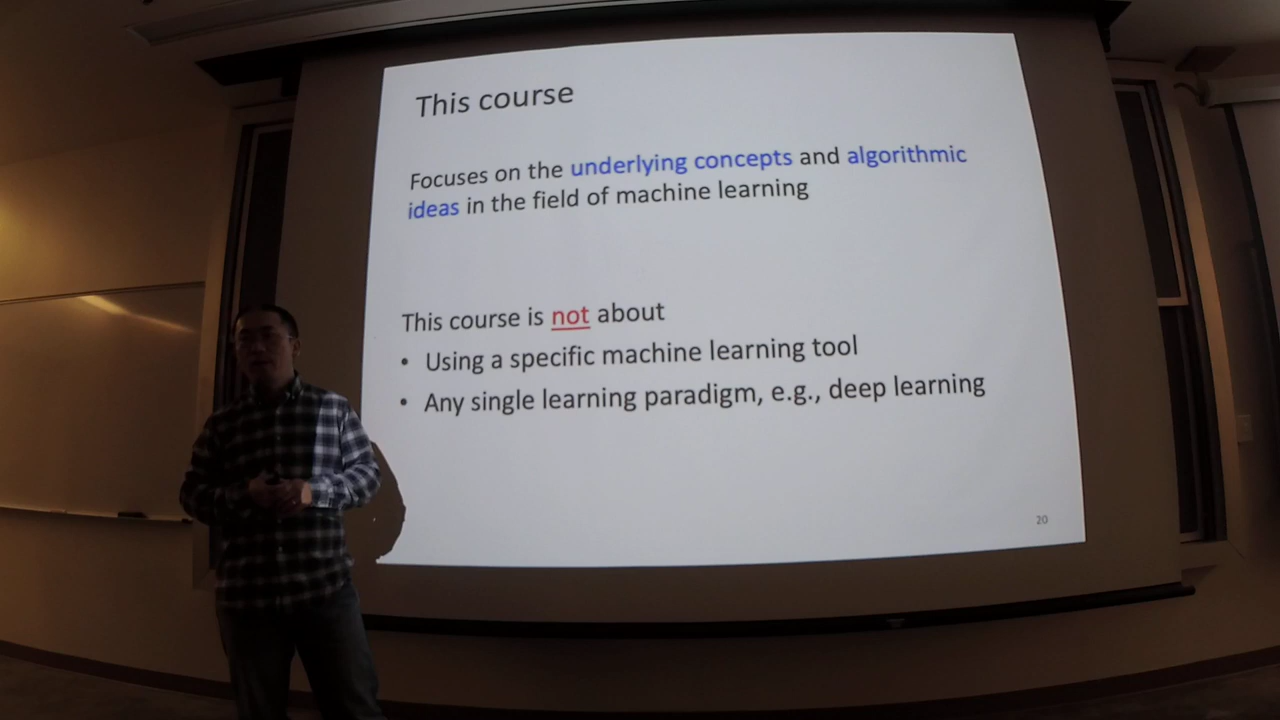 This course
Focuses on the underlying concepts and algorithmic
ideas in the field of machine learning
This course is not about
• Using a specific machine learning tool
• Any single learning paradigm, e.g., deep learning
20